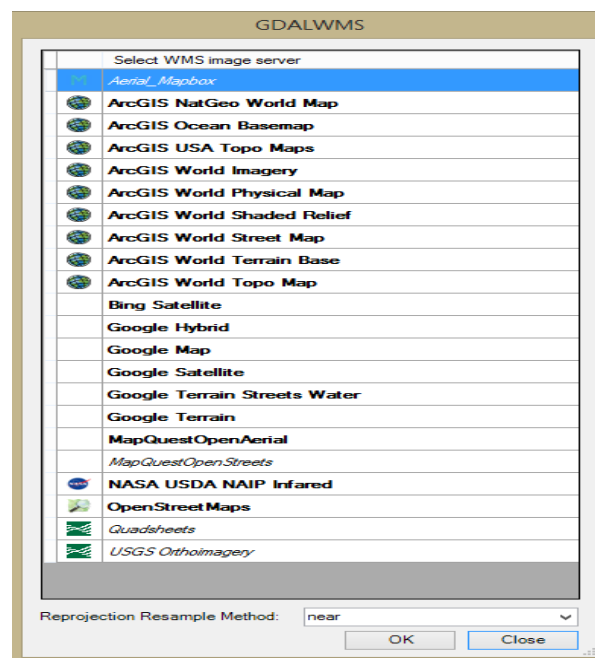 GDALWMS
Select WMS image server
Aerial_Mapbox
ArcGIS NatGeo World Map
ArcGIS Ocean Basemap
ArcGIS USA Topo Maps
ArcGIS World Imagery
ArcGIS World Physical Map
ArcGIS World Shaded Relief
ArcGIS World Street Map
ArcGIS World Terrain Base
ArcGIS World Topo Map
Bing Satellite
Google Hybrid
Google Map
Google Satellite
Google Terrain Streets Water
Google Terrain
MapQuestOpenAerial
MapQuestOpenStreets
NASA USDA NAIP Infared
OpenStreetMaps
Quadsheets
USGS Orthoimagery
Reprojection Resample Method: near
OK Close